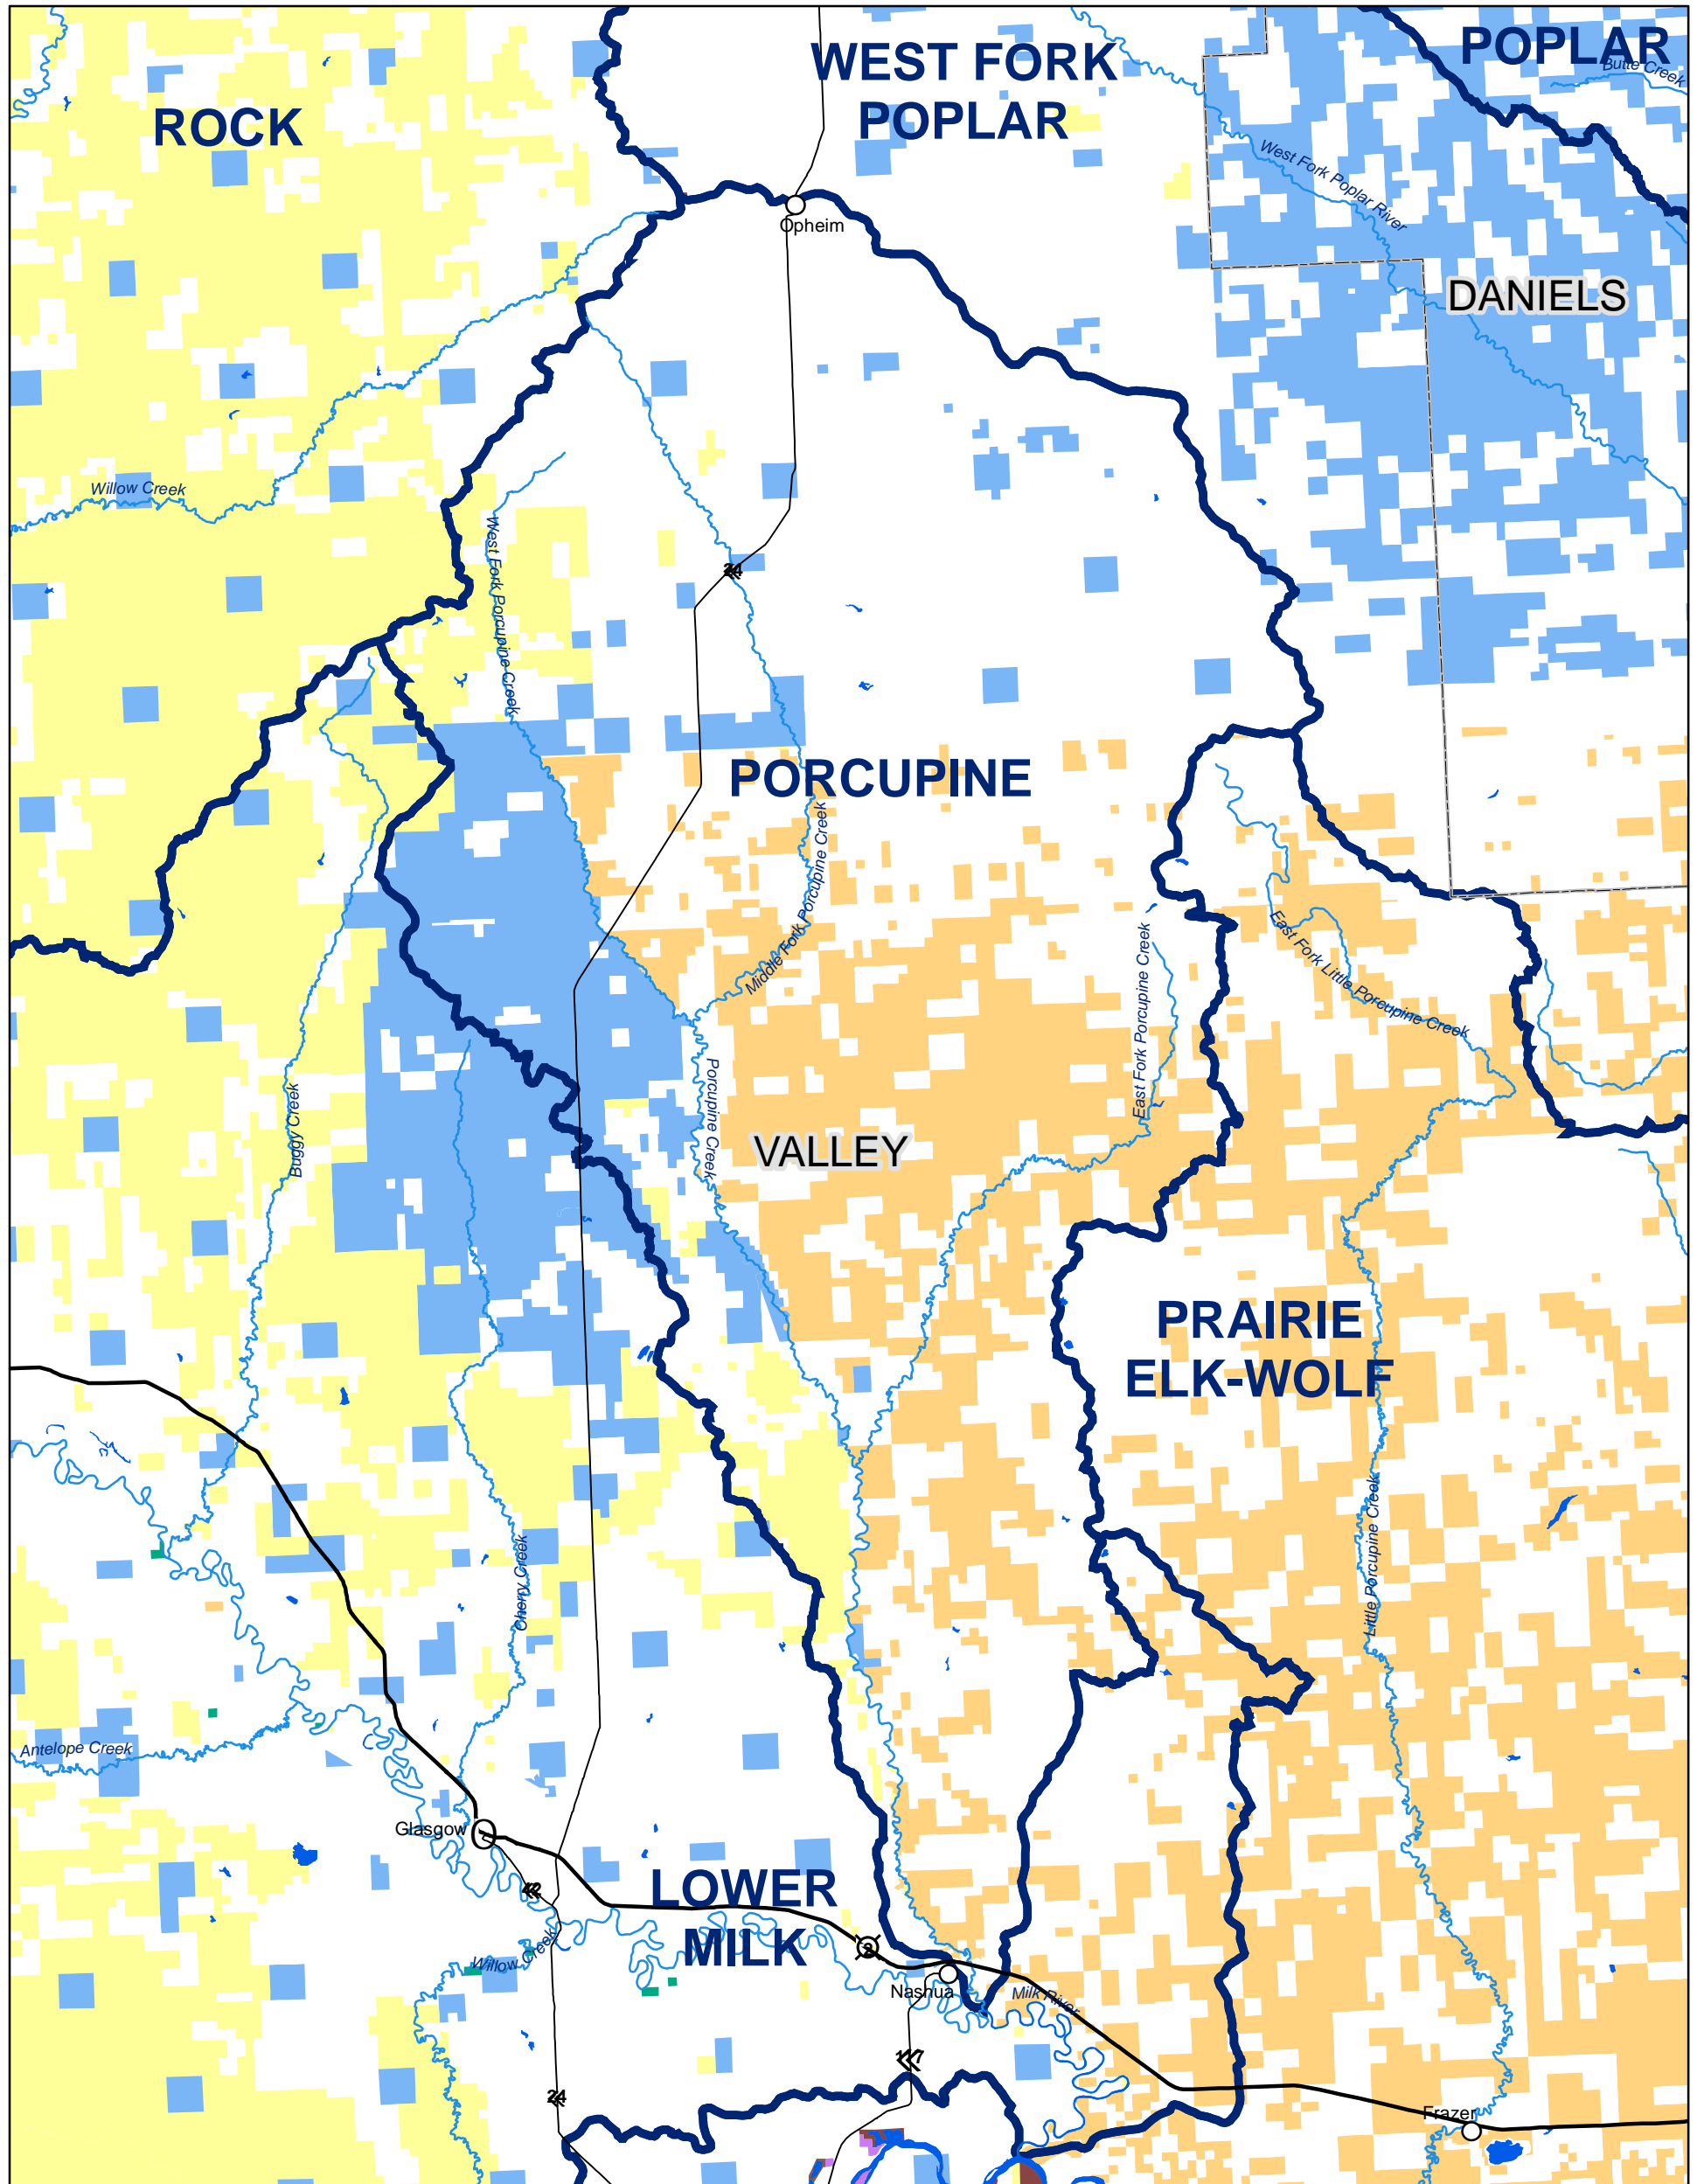 WEST FORK
POPLAR
POPLAR
Butte Creek
ROCK
West Fork Poplar River
Opheim
DANIELS
Willow Creek
West Fork Porcupine Creek
24
PORCUPINE
Middle Fork Porcupine Creek
East Fork Porcupine Creek
East Fork Little Porcupine Creek
Porcupine Creek
Buggy Creek
VALLEY
PRAIRIE
ELK-WOLF
Little Porcupine Creek
Cherry Creek
Antelope Creek
Glasgow
42
LOWER
MILK
2
Willow Creek
Nashua
Milk River
117
24
Frazer